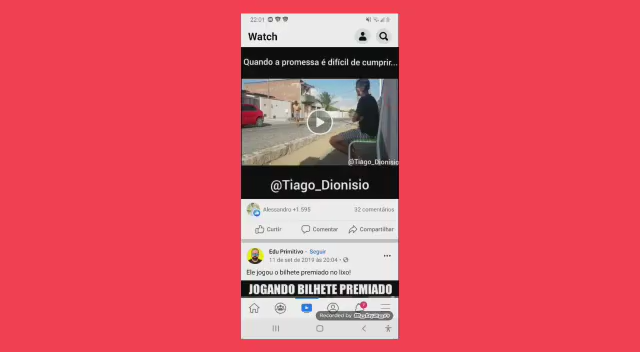 22:01
Watch
Quando a promessa é difícil de cumprir...
@Tiago_Dionisio
@Tiago_Dionisio
Alessandro +1.595
32 comentários
Curtir
Comentar
Compartilhar
Edu Primitivo · Seguir
11 de set de 2019 às 20:04 ·
Ele jogou o bilhete premiado no lixo!
JOGANDO BILHETE PREMIADO
Recorded by